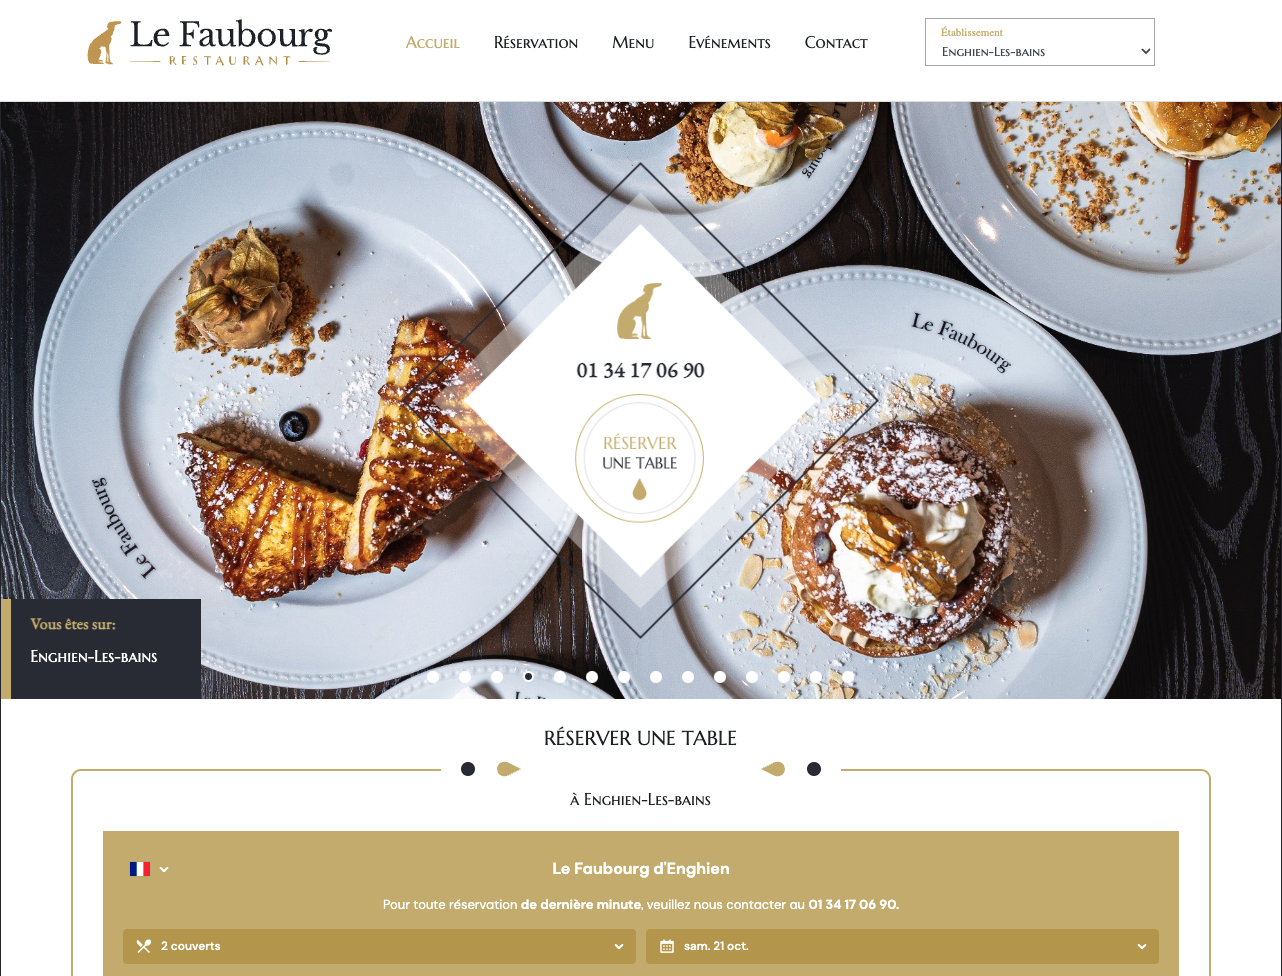 Le Faubourg
RESTAURANT
Accueil
Réservation
Menu
Evénements
Contact
Établissement
Enghien-Les-bains
Le Faubourg
Le Faubourg
01 34 17 06 90
RÉSERVER
UNE TABLE
Vous êtes sur:
Enghien-Les-bains
RÉSERVER UNE TABLE
à Enghien-Les-bains
Le Faubourg d'Enghien
Pour toute réservation de dernière minute, veuillez nous contacter au 01 34 17 06 90.
2 couverts
sam. 21 oct.